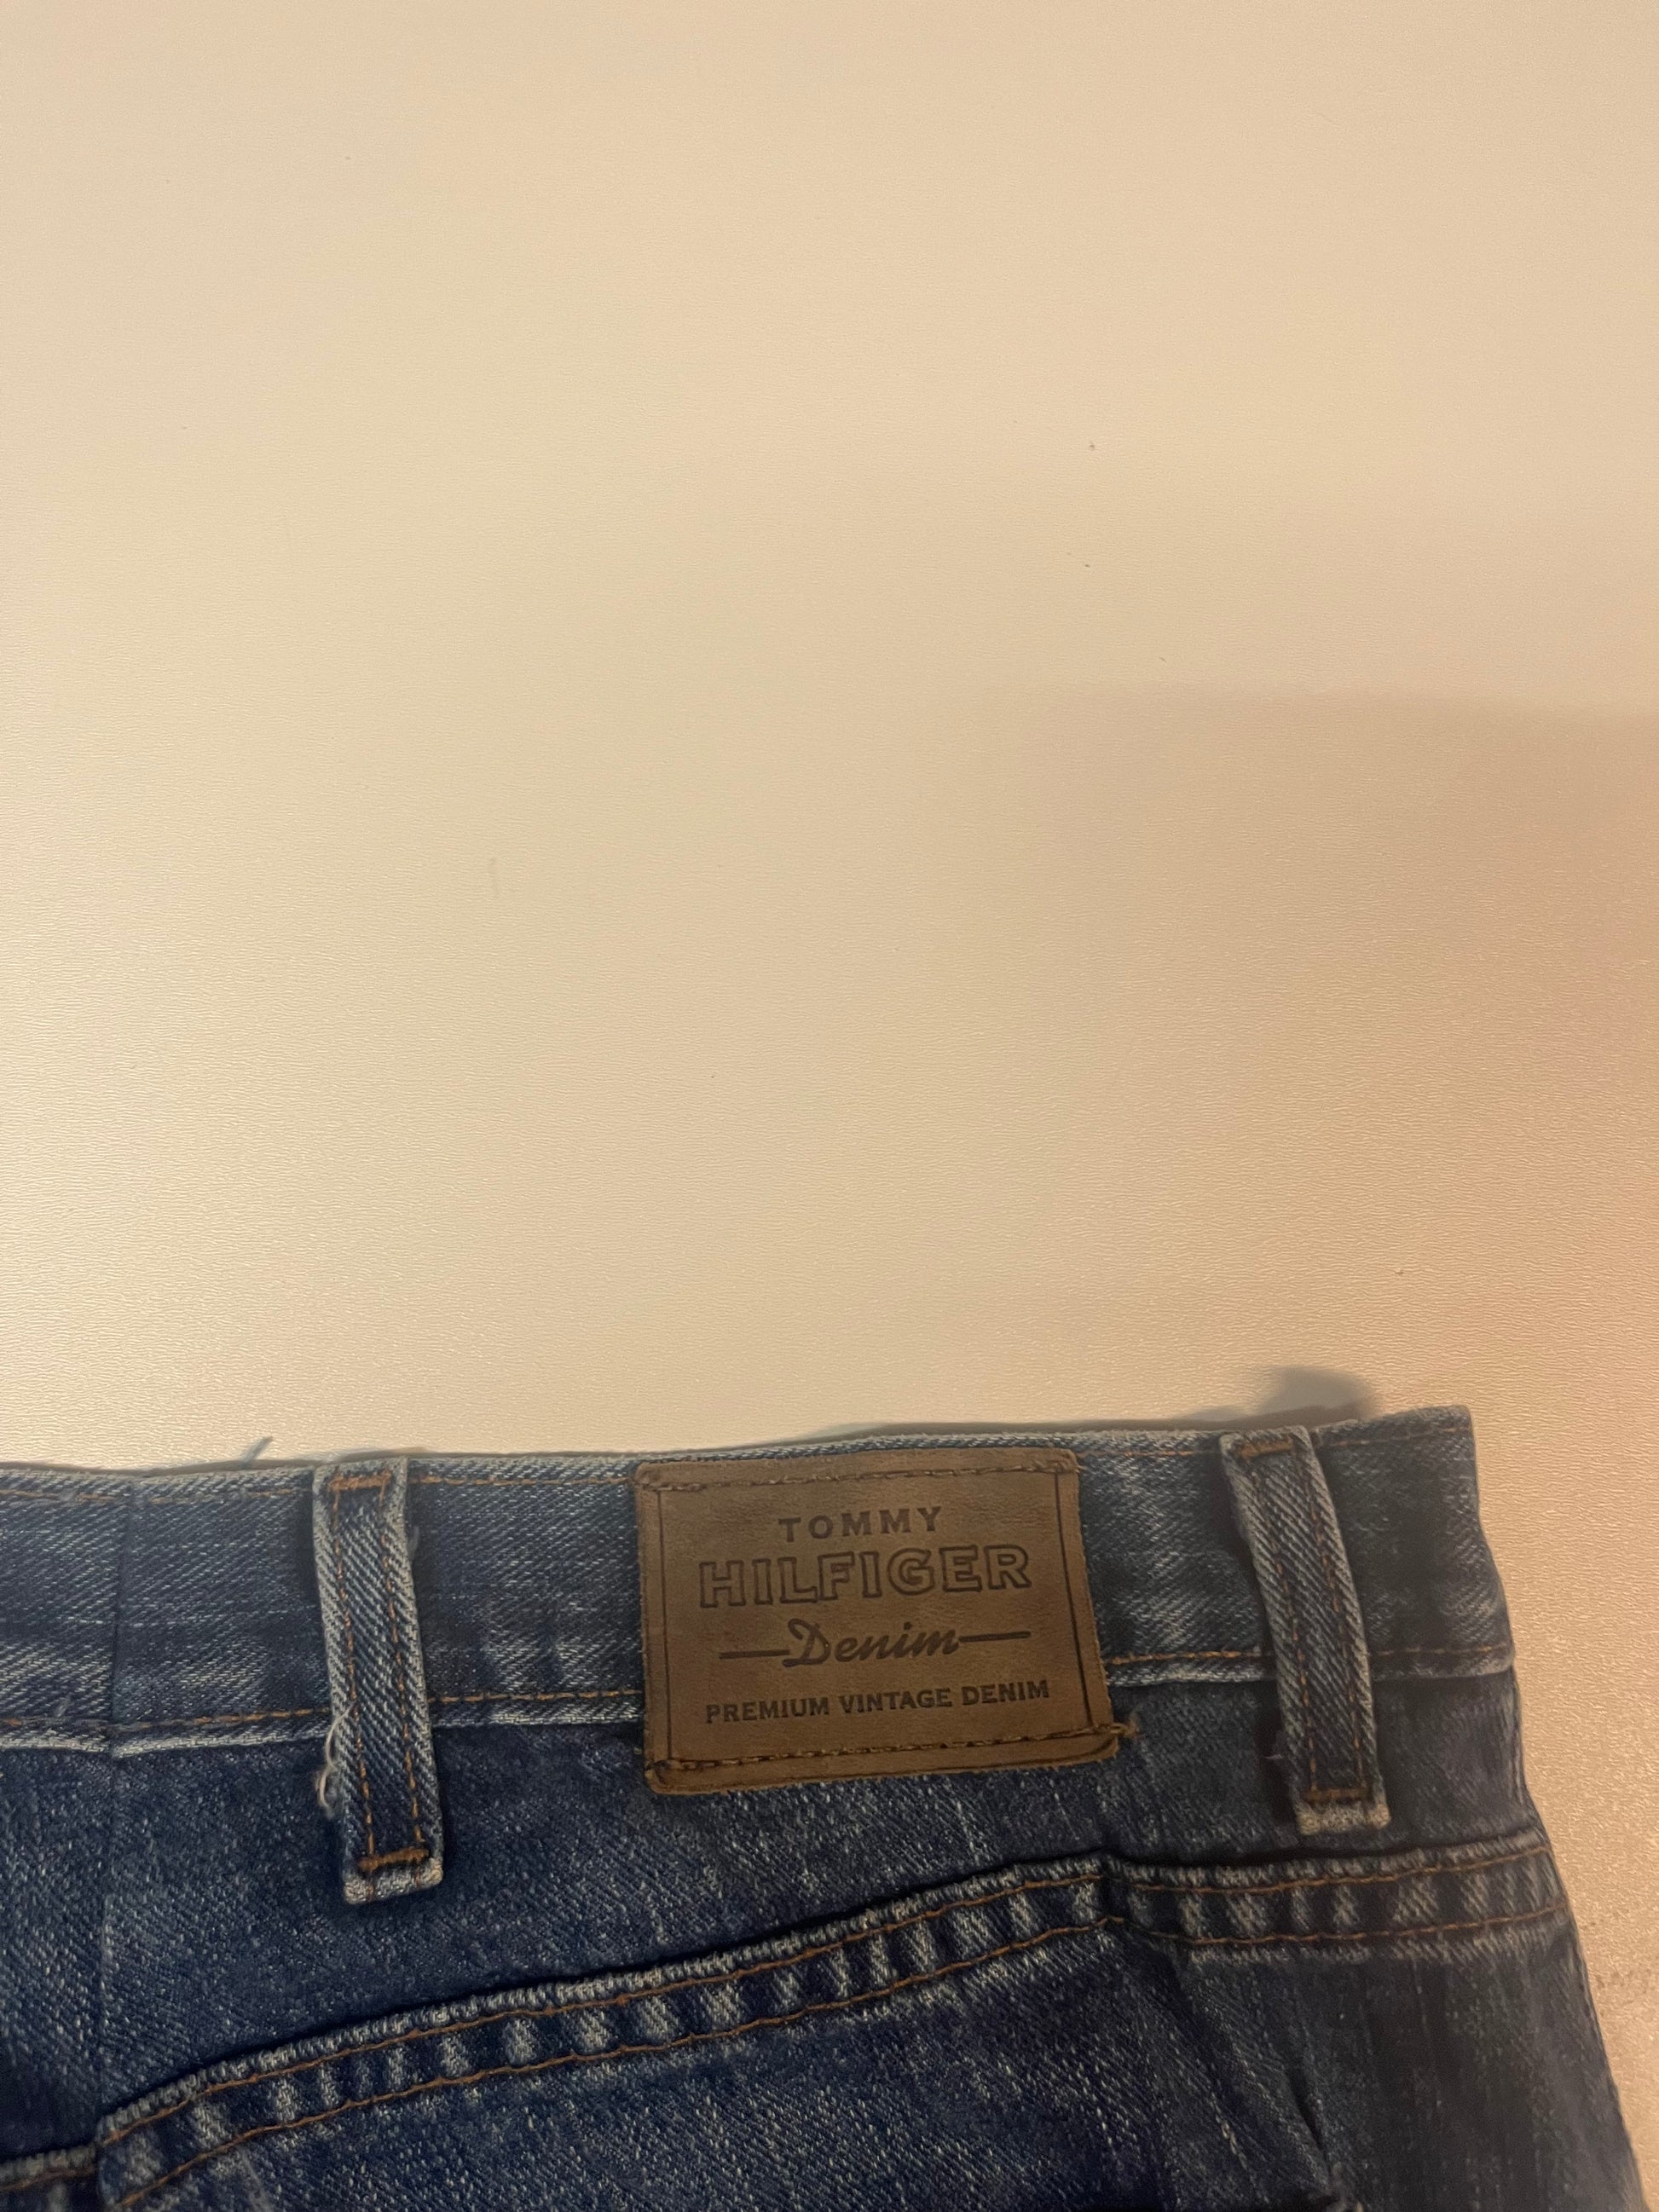 TOMMY
HILFIGER
Denim
PREMIUM VINTAGE DENIM